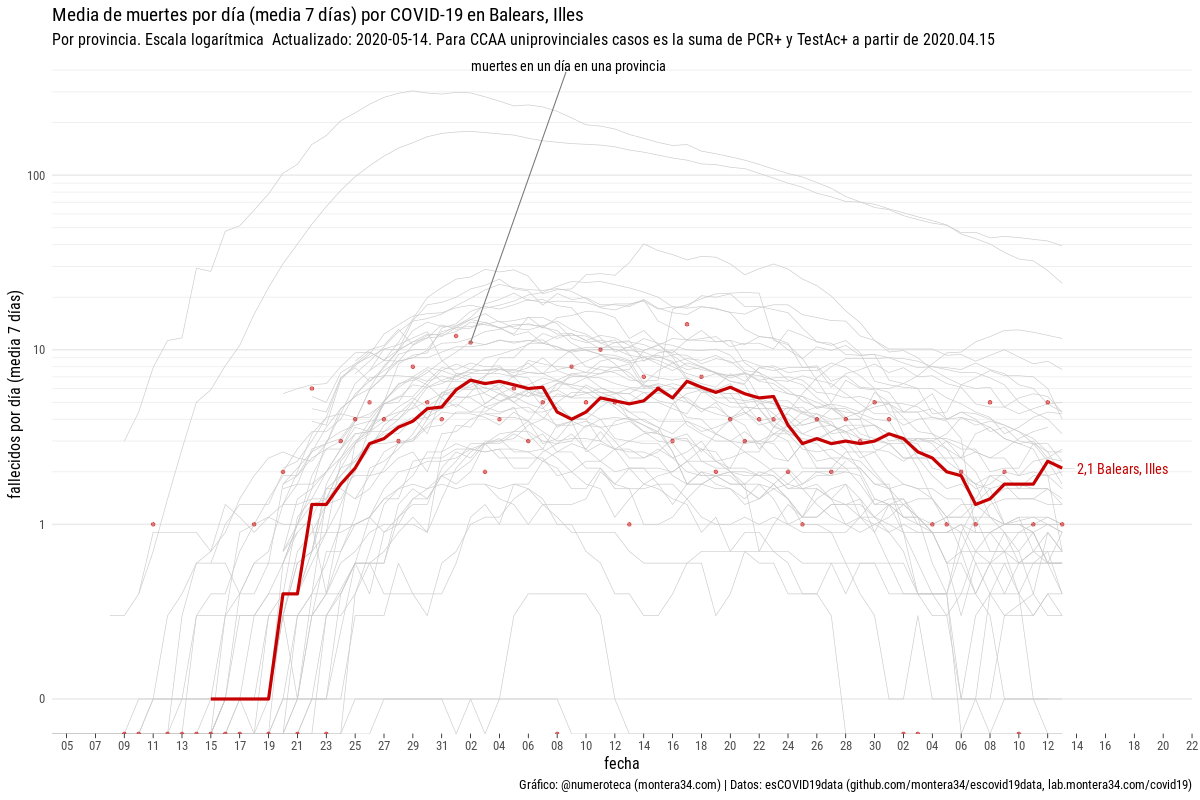 Media de muertes por día (media 7 días) por COVID-19 en Balears, Illes
Por provincia. Escala logarítmica  Actualizado: 2020-05-14. Para CCAA uniprovinciales casos es la suma de PCR+ y TestAc+ a partir de 2020.04.15
muertes en un día en una provincia
fallecidos por día (media 7 días)
100
10
1
0
2,1 Balears, Illes
05 07 09 11 13 15 17 19 21 23 25 27 29 31 02 04 06 08 10 12 14 16 18 20 22 24 26 28 30 02 04 06 08 10 12 14 16 18 20 22
fecha
Gráfico: @numeroteca (montera34.com) | Datos: esCOVID19data (github.com/montera34/escovid19data, lab.montera34.com/covid19)